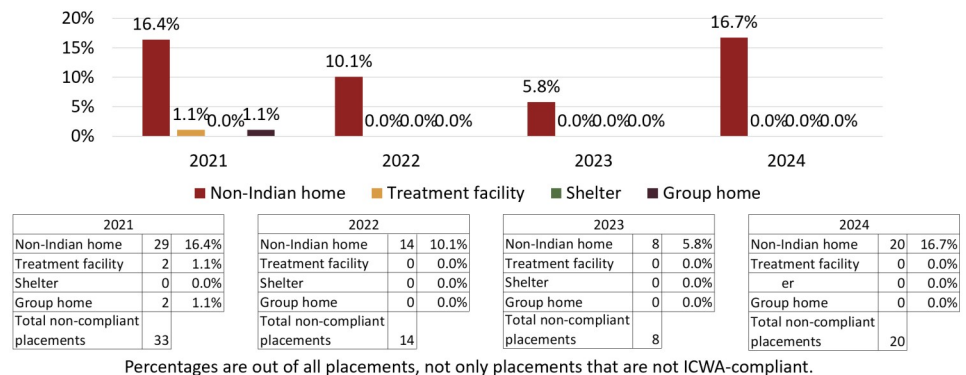 20%
15%
10%
5%
0%
16.4%
1.1%
0.0%
1.1%
10.1%
0.0%
0.0%
0.0%
5.8%
0.0%
0.0%
0.0%
16.7%
0.0%
0.0%
0.0%
2021 2022 2023 2024
Non-Indian home Treatment facility Shelter Group home
2021
Non-Indian home 29 16.4%
Treatment facility 2 1.1%
Shelter 0 0.0%
Group home 2 1.1%
Total non-compliant
placements 33
2022
Non-Indian home 14 10.1%
Treatment facility 0 0.0%
Shelter 0 0.0%
Group home 0 0.0%
Total non-compliant
placements 14
2023
Non-Indian home 8 5.8%
Treatment facility 0 0.0%
Shelter 0 0.0%
Group home 0 0.0%
Total non-compliant
placements 8
2024
Non-Indian home 20 16.7%
Treatment facility 0 0.0%
er 0 0.0%
Group home 0 0.0%
Total non-compliant
placements 20
Percentages are out of all placements, not only placements that are not ICWA-compliant.